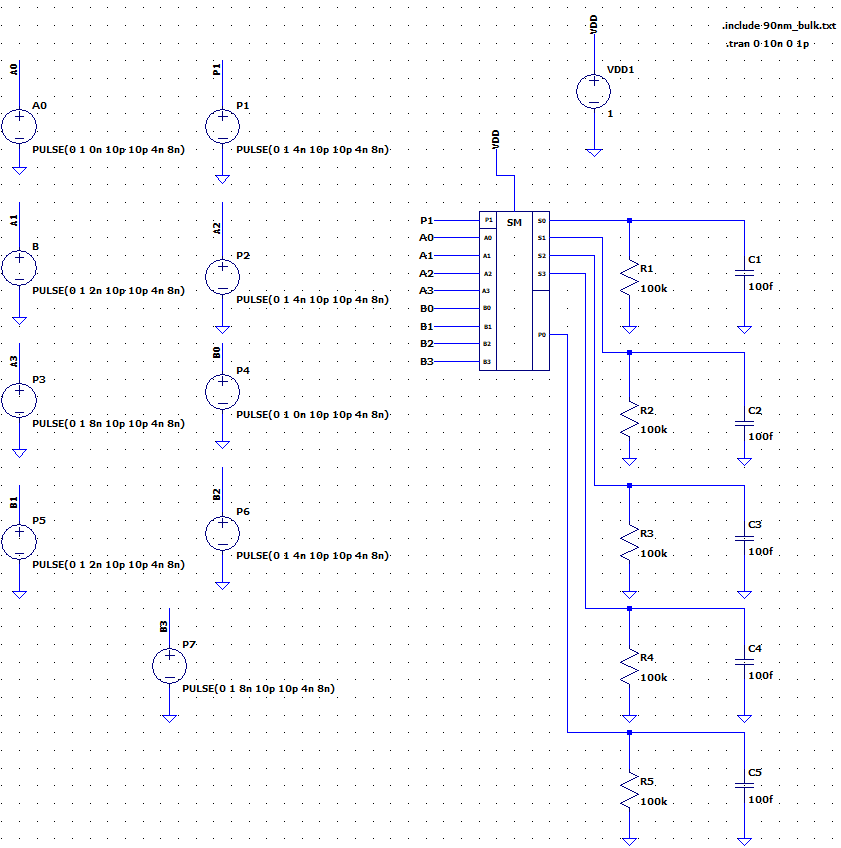 .include 90nm_bulk.txt
.tran 0 10n 0 1p
VDD
VDD1
1
A0
A0
PULSE(0 1 0n 10p 10p 4n 8n)
P1
P1
PULSE(0 1 4n 10p 10p 4n 8n)
A1
B
PULSE(0 1 2n 10p 10p 4n 8n)
A2
P2
PULSE(0 1 4n 10p 10p 4n 8n)
A3
P3
PULSE(0 1 8n 10p 10p 4n 8n)
B0
P4
PULSE(0 1 0n 10p 10p 4n 8n)
B1
P5
PULSE(0 1 2n 10p 10p 4n 8n)
B2
P6
PULSE(0 1 4n 10p 10p 4n 8n)
B3
P7
PULSE(0 1 8n 10p 10p 4n 8n)
VDD
SM
P1 P1 S0
A0 A0 S1
A1 A1 S2
A2 A2 S3
A3 A3
B0 B0
B1 B1 P0
B2 B2
B3 B3
R1
100k
C1
100f
R2
100k
C2
100f
R3
100k
C3
100f
R4
100k
C4
100f
R5
100k
C5
100f